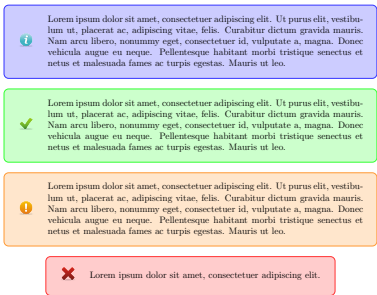 Lorem ipsum dolor sit amet, consectetuer adipiscing elit. Ut purus elit, vestibu-
lum ut, placerat ac, adipiscing vitae, felis. Curabitur dictum gravida mauris.
Nam arcu libero, nonummy eget, consectetuer id, vulputate a, magna. Donec
vehicula augue eu neque. Pellentesque habitant morbi tristique senectus et
netus et malesuada fames ac turpis egestas. Mauris ut leo.
Lorem ipsum dolor sit amet, consectetuer adipiscing elit. Ut purus elit, vestibu-
lum ut, placerat ac, adipiscing vitae, felis. Curabitur dictum gravida mauris.
Nam arcu libero, nonummy eget, consectetuer id, vulputate a, magna. Donec
vehicula augue eu neque. Pellentesque habitant morbi tristique senectus et
netus et malesuada fames ac turpis egestas. Mauris ut leo.
Lorem ipsum dolor sit amet, consectetuer adipiscing elit. Ut purus elit, vestibu-
lum ut, placerat ac, adipiscing vitae, felis. Curabitur dictum gravida mauris.
Nam arcu libero, nonummy eget, consectetuer id, vulputate a, magna. Donec
vehicula augue eu neque. Pellentesque habitant morbi tristique senectus et
netus et malesuada fames ac turpis egestas. Mauris ut leo.
Lorem ipsum dolor sit amet, consectetuer adipiscing elit.